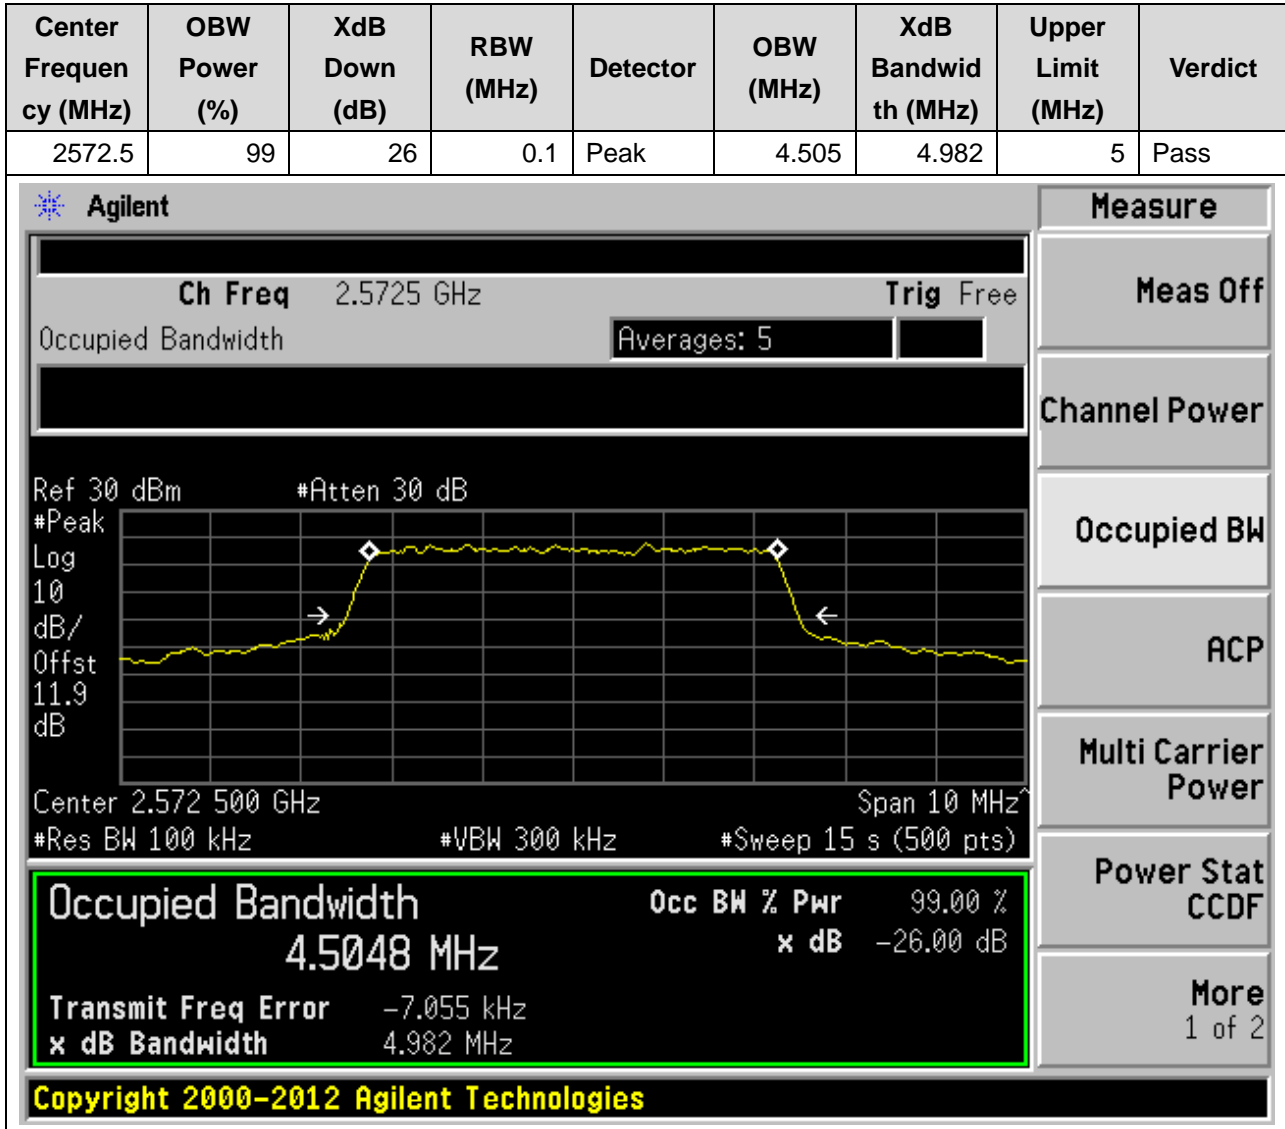 Center Frequen cy (MHz) OBW Power (%) XdB Down (dB) RBW (MHz) Detector OBW (MHz) XdB Bandwid th (MHz) Upper Limit (MHz) Verdict
2572.5 99 26 0.1 Peak 4.505 4.982 5 Pass
Agilent
Measure
Ch Freq 2.5725 GHz Trig Free
Occupied Bandwidth Averages: 5
Ref 30 dBm #Atten 30 dB
#Peak
Log
10
dB/
Offst
11.9
dB
Center 2.572 500 GHz Span 10 MHz^
#Res BW 100 kHz #VBW 300 kHz #Sweep 15 s (500 pts)
Occupied Bandwidth Occ BW % Pwr 99.00 %
4.5048 MHz x dB -26.00 dB
Transmit Freq Error -7.055 kHz
x dB Bandwidth 4.982 MHz
Meas Off
Channel Power
Occupied BW
ACP
Multi Carrier
Power
Power Stat
CCDF
More
1 of 2
Copyright 2000-2012 Agilent Technologies